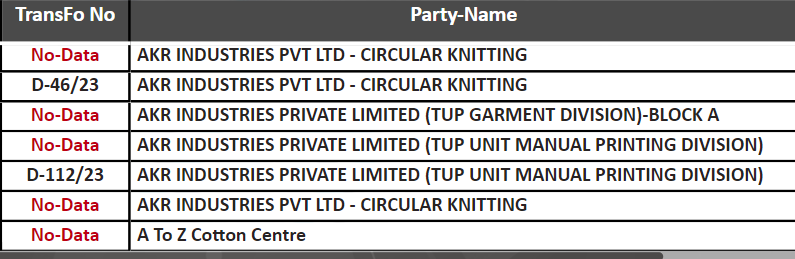 TransFo No Party-Name
No-Data AKR INDUSTRIES PVT LTD - CIRCULAR KNITTING
D-46/23 AKR INDUSTRIES PVT LTD - CIRCULAR KNITTING
No-Data AKR INDUSTRIES PRIVATE LIMITED (TUP GARMENT DIVISION)-BLOCK A
No-Data AKR INDUSTRIES PRIVATE LIMITED (TUP UNIT MANUAL PRINTING DIVISION)
D-112/23 AKR INDUSTRIES PRIVATE LIMITED (TUP UNIT MANUAL PRINTING DIVISION)
No-Data AKR INDUSTRIES PVT LTD - CIRCULAR KNITTING
No-Data A To Z Cotton Centre